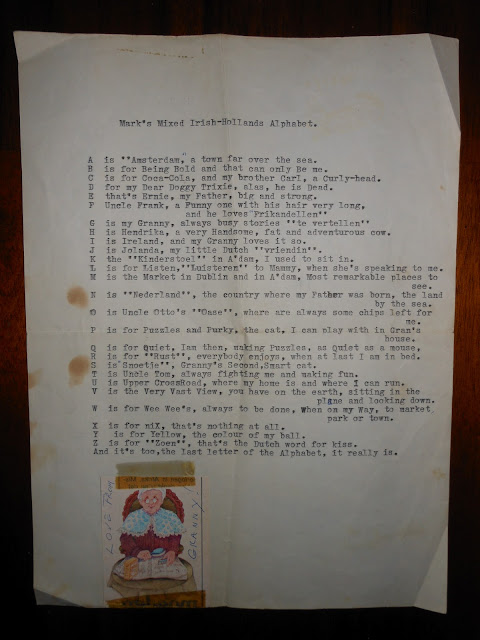 Mark's Mixed Irish-Hollands Alphabet.
A is ''Amsterdam,' a town far over the sea.
B is for Being Bold and that can only Be me.
C is for Coca-CoLa, and my brother CarL, a Curly-head.
D for my Dear Doggy Trixie, alas, he is Dead.
E that's Ernie, my Father, big and strong.
F Uncle Frank, a Funny one with his hair very long,
and he loves Frikandellen''
G is my Granny, always busy stories ''te vertellen''
H is Hendrika, a very Handsome, fat and adventurous cow.
I is Ireland, and my Granny loves it so.
J is Jolanda, my little Dutch ''vriendin''.
K the ''Kinderstoel'' in A'dam, I used to sit in.
L is for Listen,''Luisteren'' to Mammy, when she's speaking to me.
M is the Market in Dublin and in A'dam, Most remarkable places to
see.
N is ''Nederland'', the country where my Father was born, the land
by the sea.
O is Uncle Otto's ''Oase'', whare are always some chips left for
me.
P is for Puzzles and Purky, the cat, I can play with in Gran's
house.
Q is for Quiet, Iam then, making Puzzles, as Quiet as a mouse,
R is for ''Rust'', everybody enjoys, when at last I am in bed.
S is'Snoetje'', Granny's Second,Smart cat.
T is Uncle Tom, always fighting me and making fun.
U is Upper CrossRoad, where my home is and where I can run.
V is the Very Vast View, you have on the earth, sitting in the
plane and looking down.
W is for Wee Wee's, always to be done, When on my Way, to market
park or town.
X is for niX, that's nothing at all.
Y is for Yellow, the colour of my ball.
Z is for ''Zoen'', that's the Dutch word for kiss.
And it's too,the last letter of the Alphabet, it really is.
LOVE FROM
GRANNY!